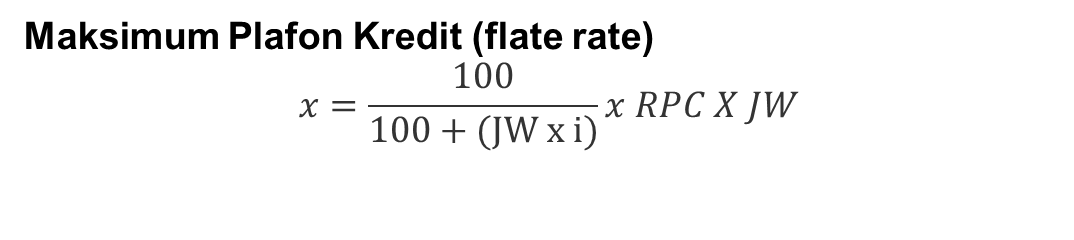 Maksimum Plafon Kredit (flate rate)
100
x = 
100 + (JW x i)
x RPC X JW